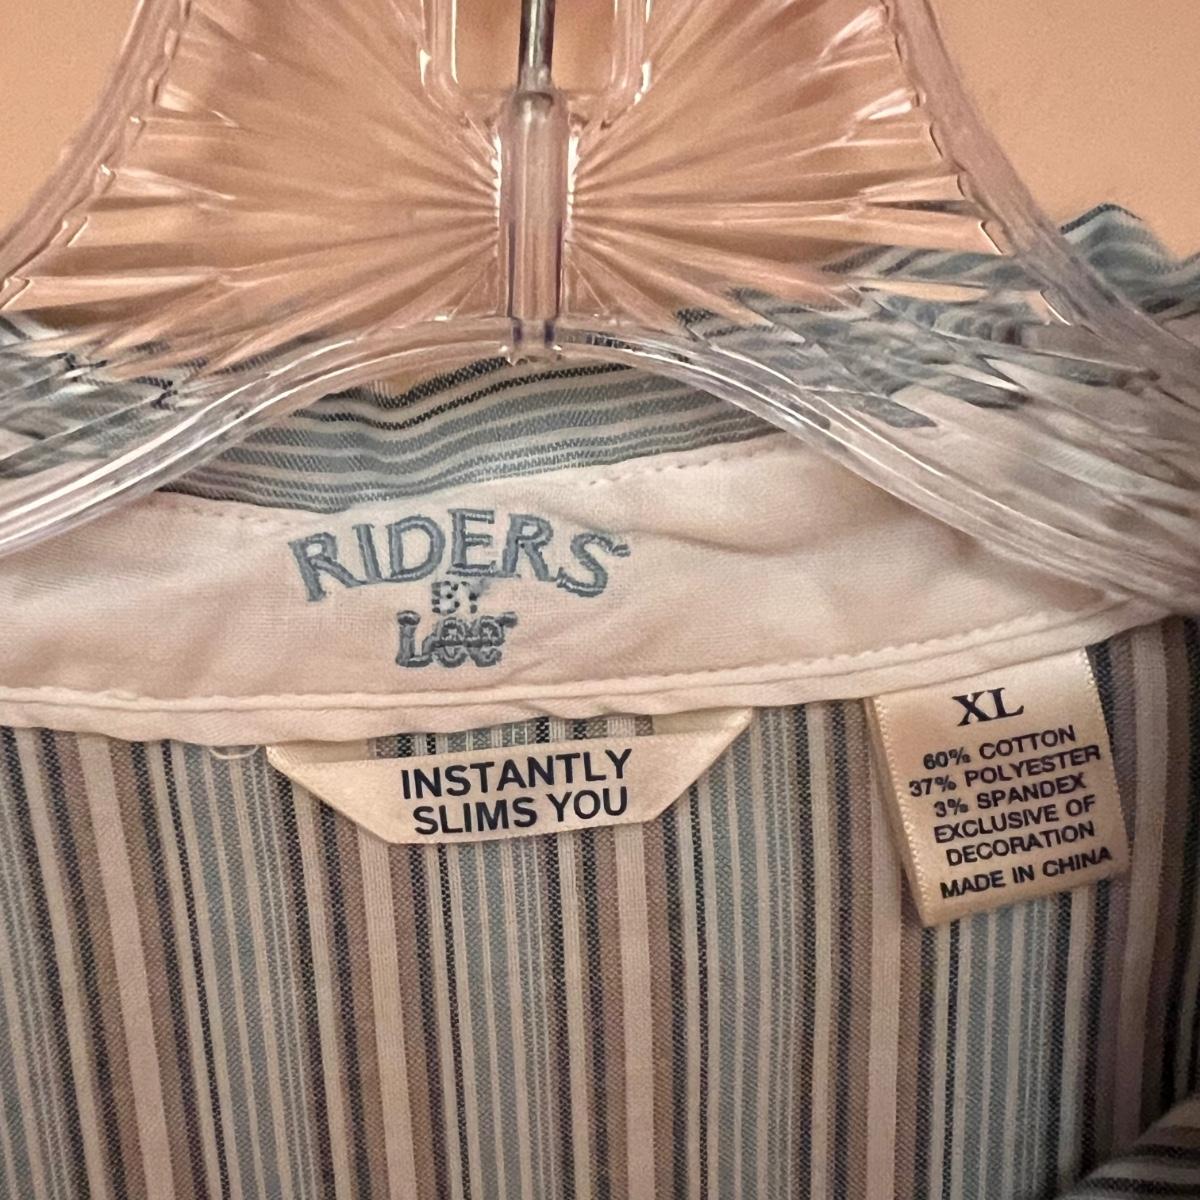 RIDERS
BY
Lee
INSTANTLY
SLIMS YOU
XL
60% COTTON
37% POLYESTER
3% SPANDEX
EXCLUSIVE OF
DECORATION
MADE IN CHINA